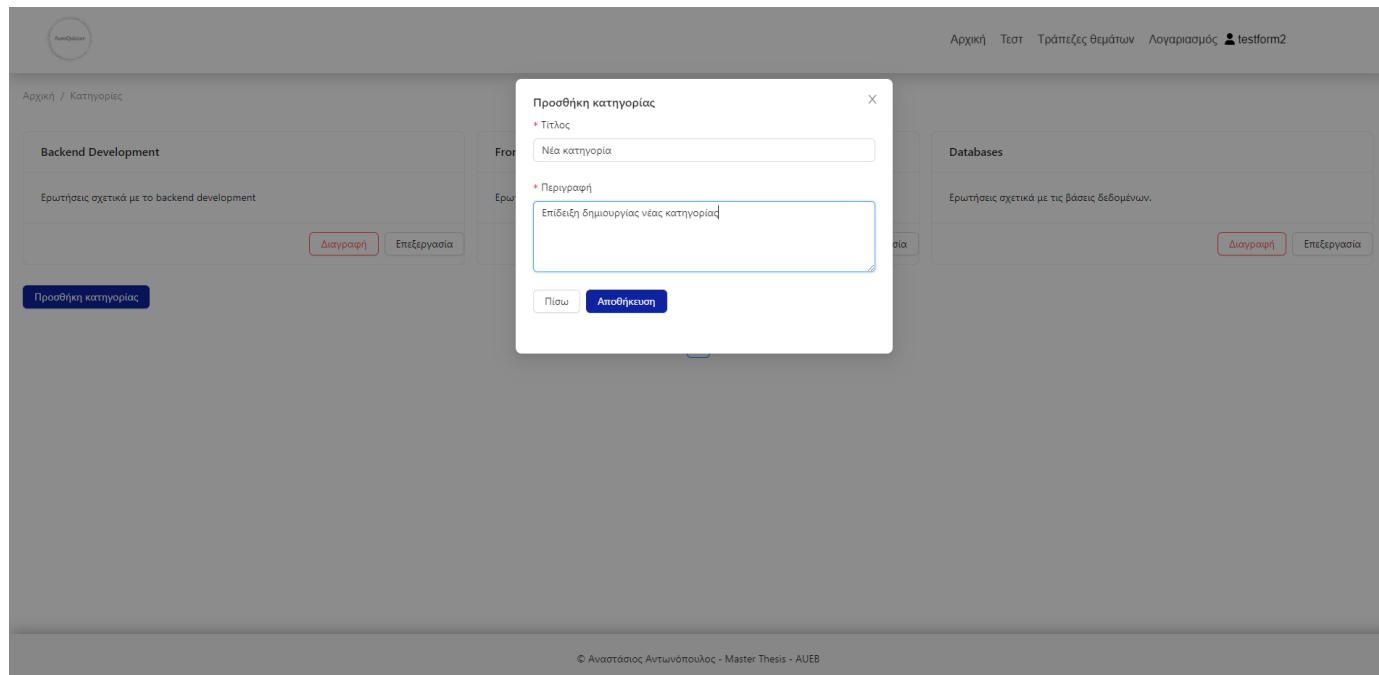 AuebQuizzer
Αρχική Τεστ Τράπεζες θεμάτων Λογαριασμός testform2
Αρχική / Κατηγορίες
Προσθήκη κατηγορίας
* Τίτλος
Νέα κατηγορία
* Περιγραφή
Επίδειξη δημιουργίας νέας κατηγορίας
Πίσω Αποθήκευση
Backend Development
Ερωτήσεις σχετικά με το backend development
Διαγραφή Επεξεργασία
Databases
Ερωτήσεις σχετικά με τις βάσεις δεδομένων.
Διαγραφή Επεξεργασία
Προσθήκη κατηγορίας
© Αναστάσιος Αντωνόπουλος - Master Thesis - AUEB